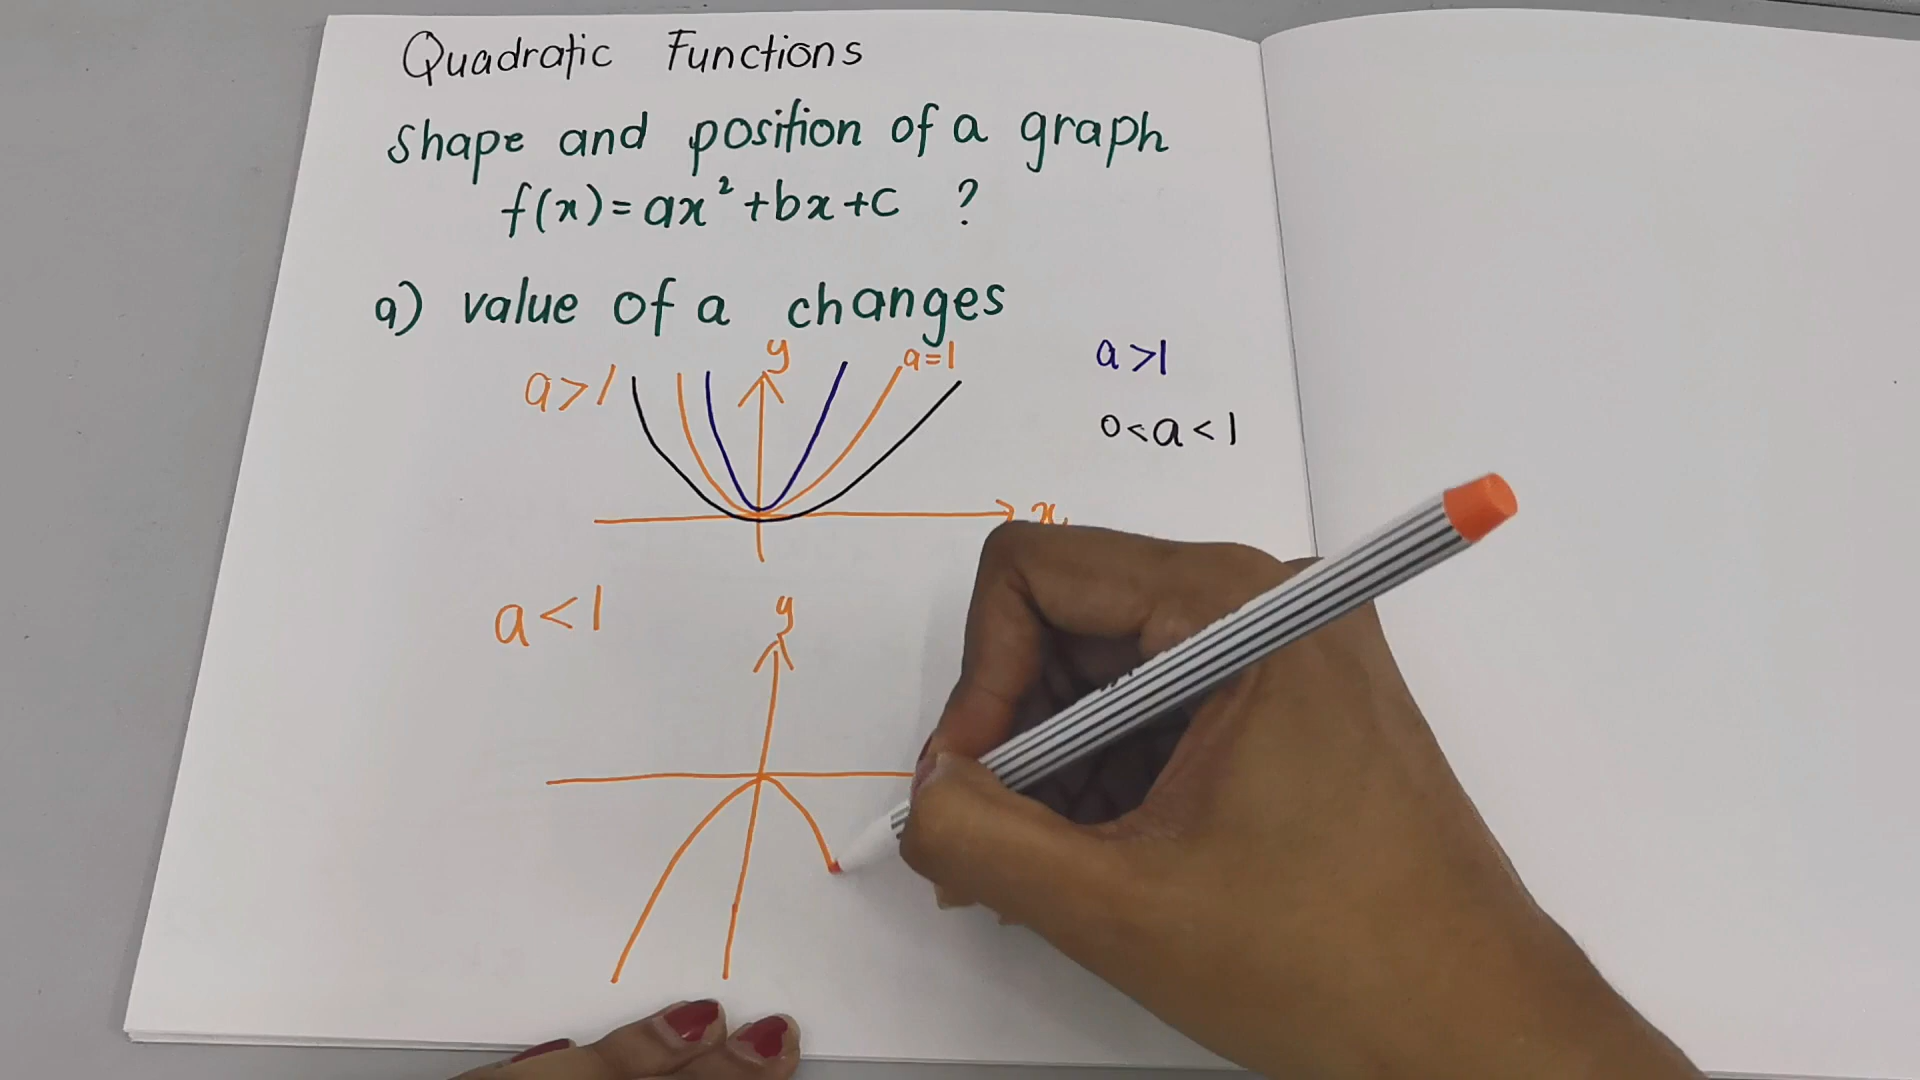 Quadratic Functions
Shape and position of a graph
f(x)=ax²+bx+c ?
a) value of a changes
y
a=1
a>1
a>1
0<a<1
x
a<1
y